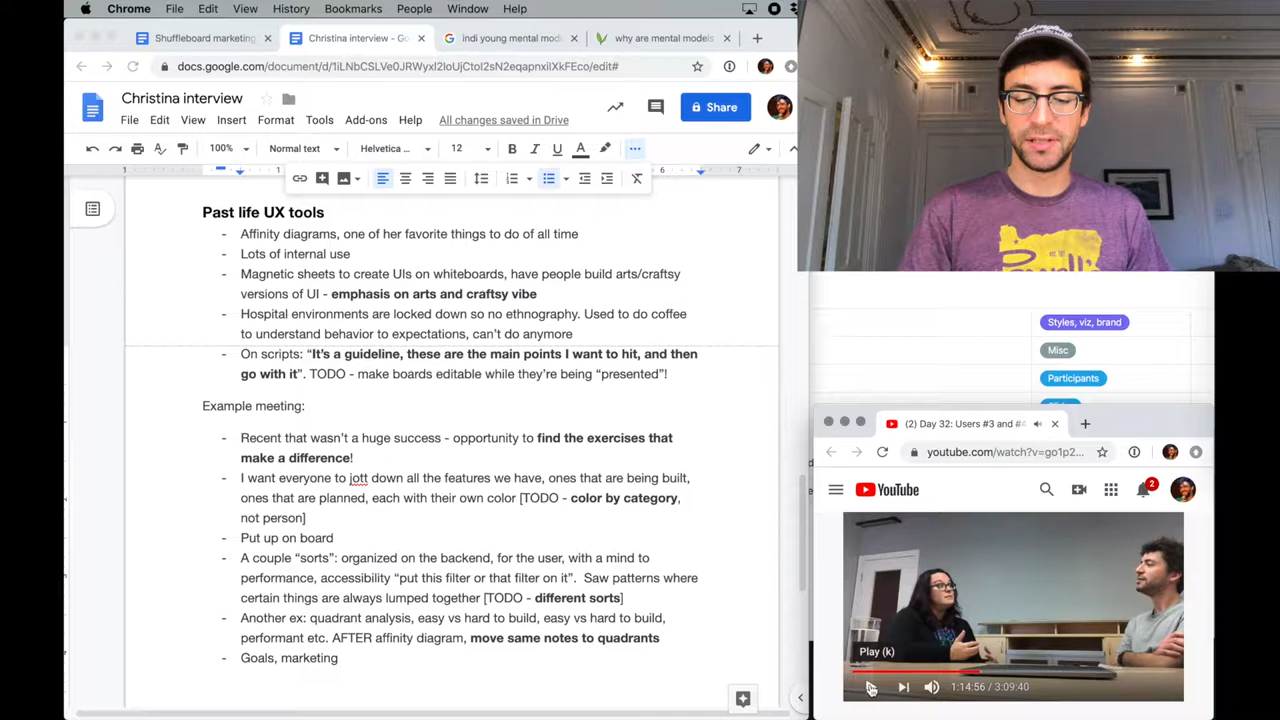 Chrome File Edit View History Bookmarks People Window Help
Shuffleboard marketing Christina interview - Go indi young mental mod why are mental models
docs.google.com/document/d/1iLNbCSLVe0JRWyxI2IoUjCtoI2sN2eqapnxiIXkFEco/edit#
Christina interview
File Edit View Insert Format Tools Add-ons Help All changes saved in Drive
Share
100% Normal text Helvetica ... 12 B I U A
1 1 6 7
Past life UX tools
- Affinity diagrams, one of her favorite things to do of all time
- Lots of internal use
- Magnetic sheets to create UIs on whiteboards, have people build arts/craftsy
versions of UI - emphasis on arts and craftsy vibe
- Hospital environments are locked down so no ethnography. Used to do coffee
to understand behavior to expectations, can't do anymore
- On scripts: "It's a guideline, these are the main points I want to hit, and then
go with it". TODO - make boards editable while they're being "presented"!
Example meeting:
- Recent that wasn't a huge success - opportunity to find the exercises that
make a difference!
- I want everyone to jott down all the features we have, ones that are being built,
ones that are planned, each with their own color [TODO - color by category,
not person]
- Put up on board
- A couple "sorts": organized on the backend, for the user, with a mind to
performance, accessibility "put this filter or that filter on it". Saw patterns where
certain things are always lumped together [TODO - different sorts]
- Another ex: quadrant analysis, easy vs hard to build, easy vs hard to build,
performant etc. AFTER affinity diagram, move same notes to quadrants
- Goals, marketing
Styles, viz, brand
Misc
Participants
(2) Day 32: Users #3 and #4
youtube.com/watch?v=go1p2...
YouTube
2
Play (k)
1:14:56 / 3:09:40